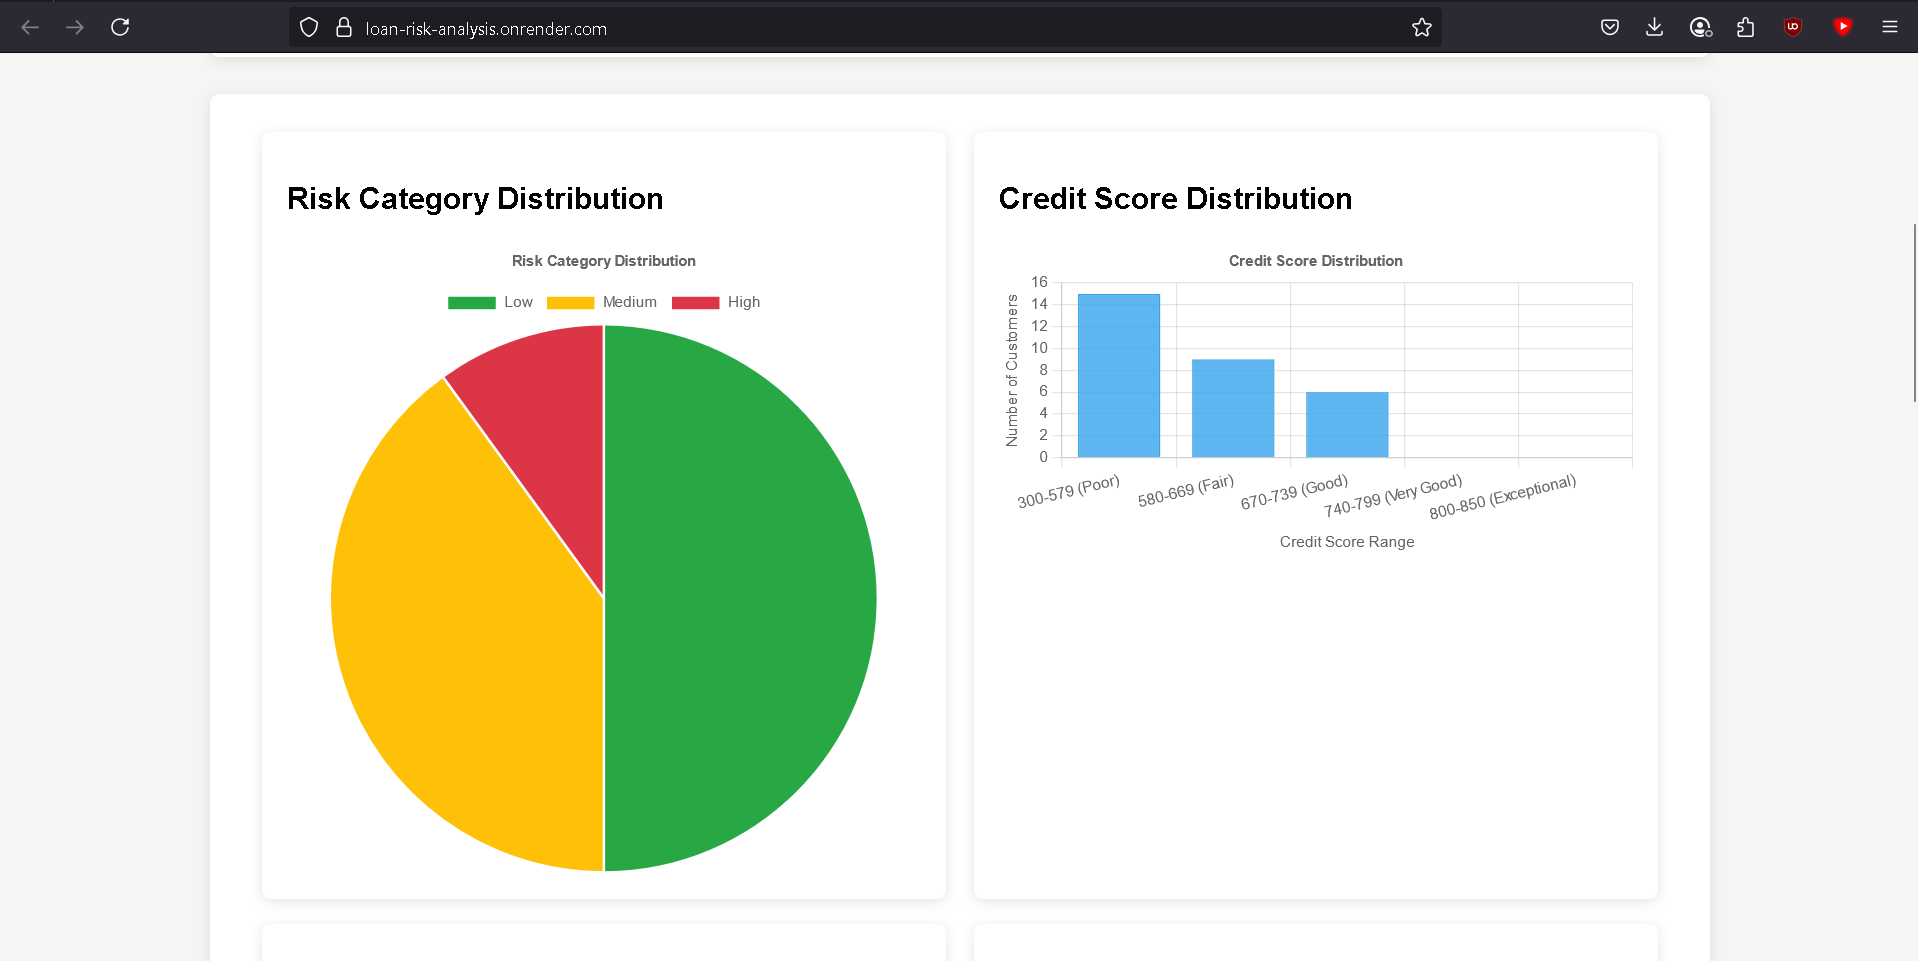 loan-risk-analysis.onrender.com
Risk Category Distribution
Risk Category Distribution
Low Medium High
Credit Score Distribution
Credit Score Distribution
Number of Customers
16
14
12
10
8
6
4
2
0
300-579 (Poor)
580-669 (Fair)
670-739 (Good)
740-799 (Very Good)
800-850 (Exceptional)
Credit Score Range